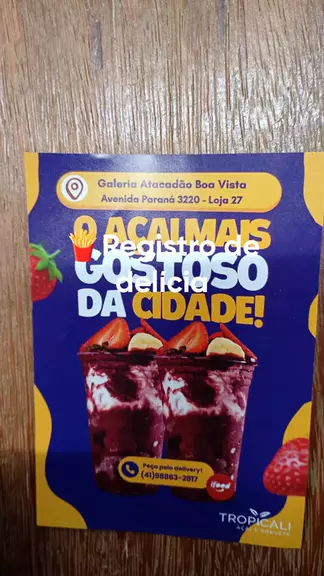 Galeria Atacadão Boa Vista
Avenida Paraná 3220 - Loja 27
O AÇAÍ MAIS
🍟 Registro de
GOSTOSO
delícia
DA CIDADE!
Peça pelo delivery!
(41)98863-2817
ifood
TROPICALI
AÇAÍ E SORVETE